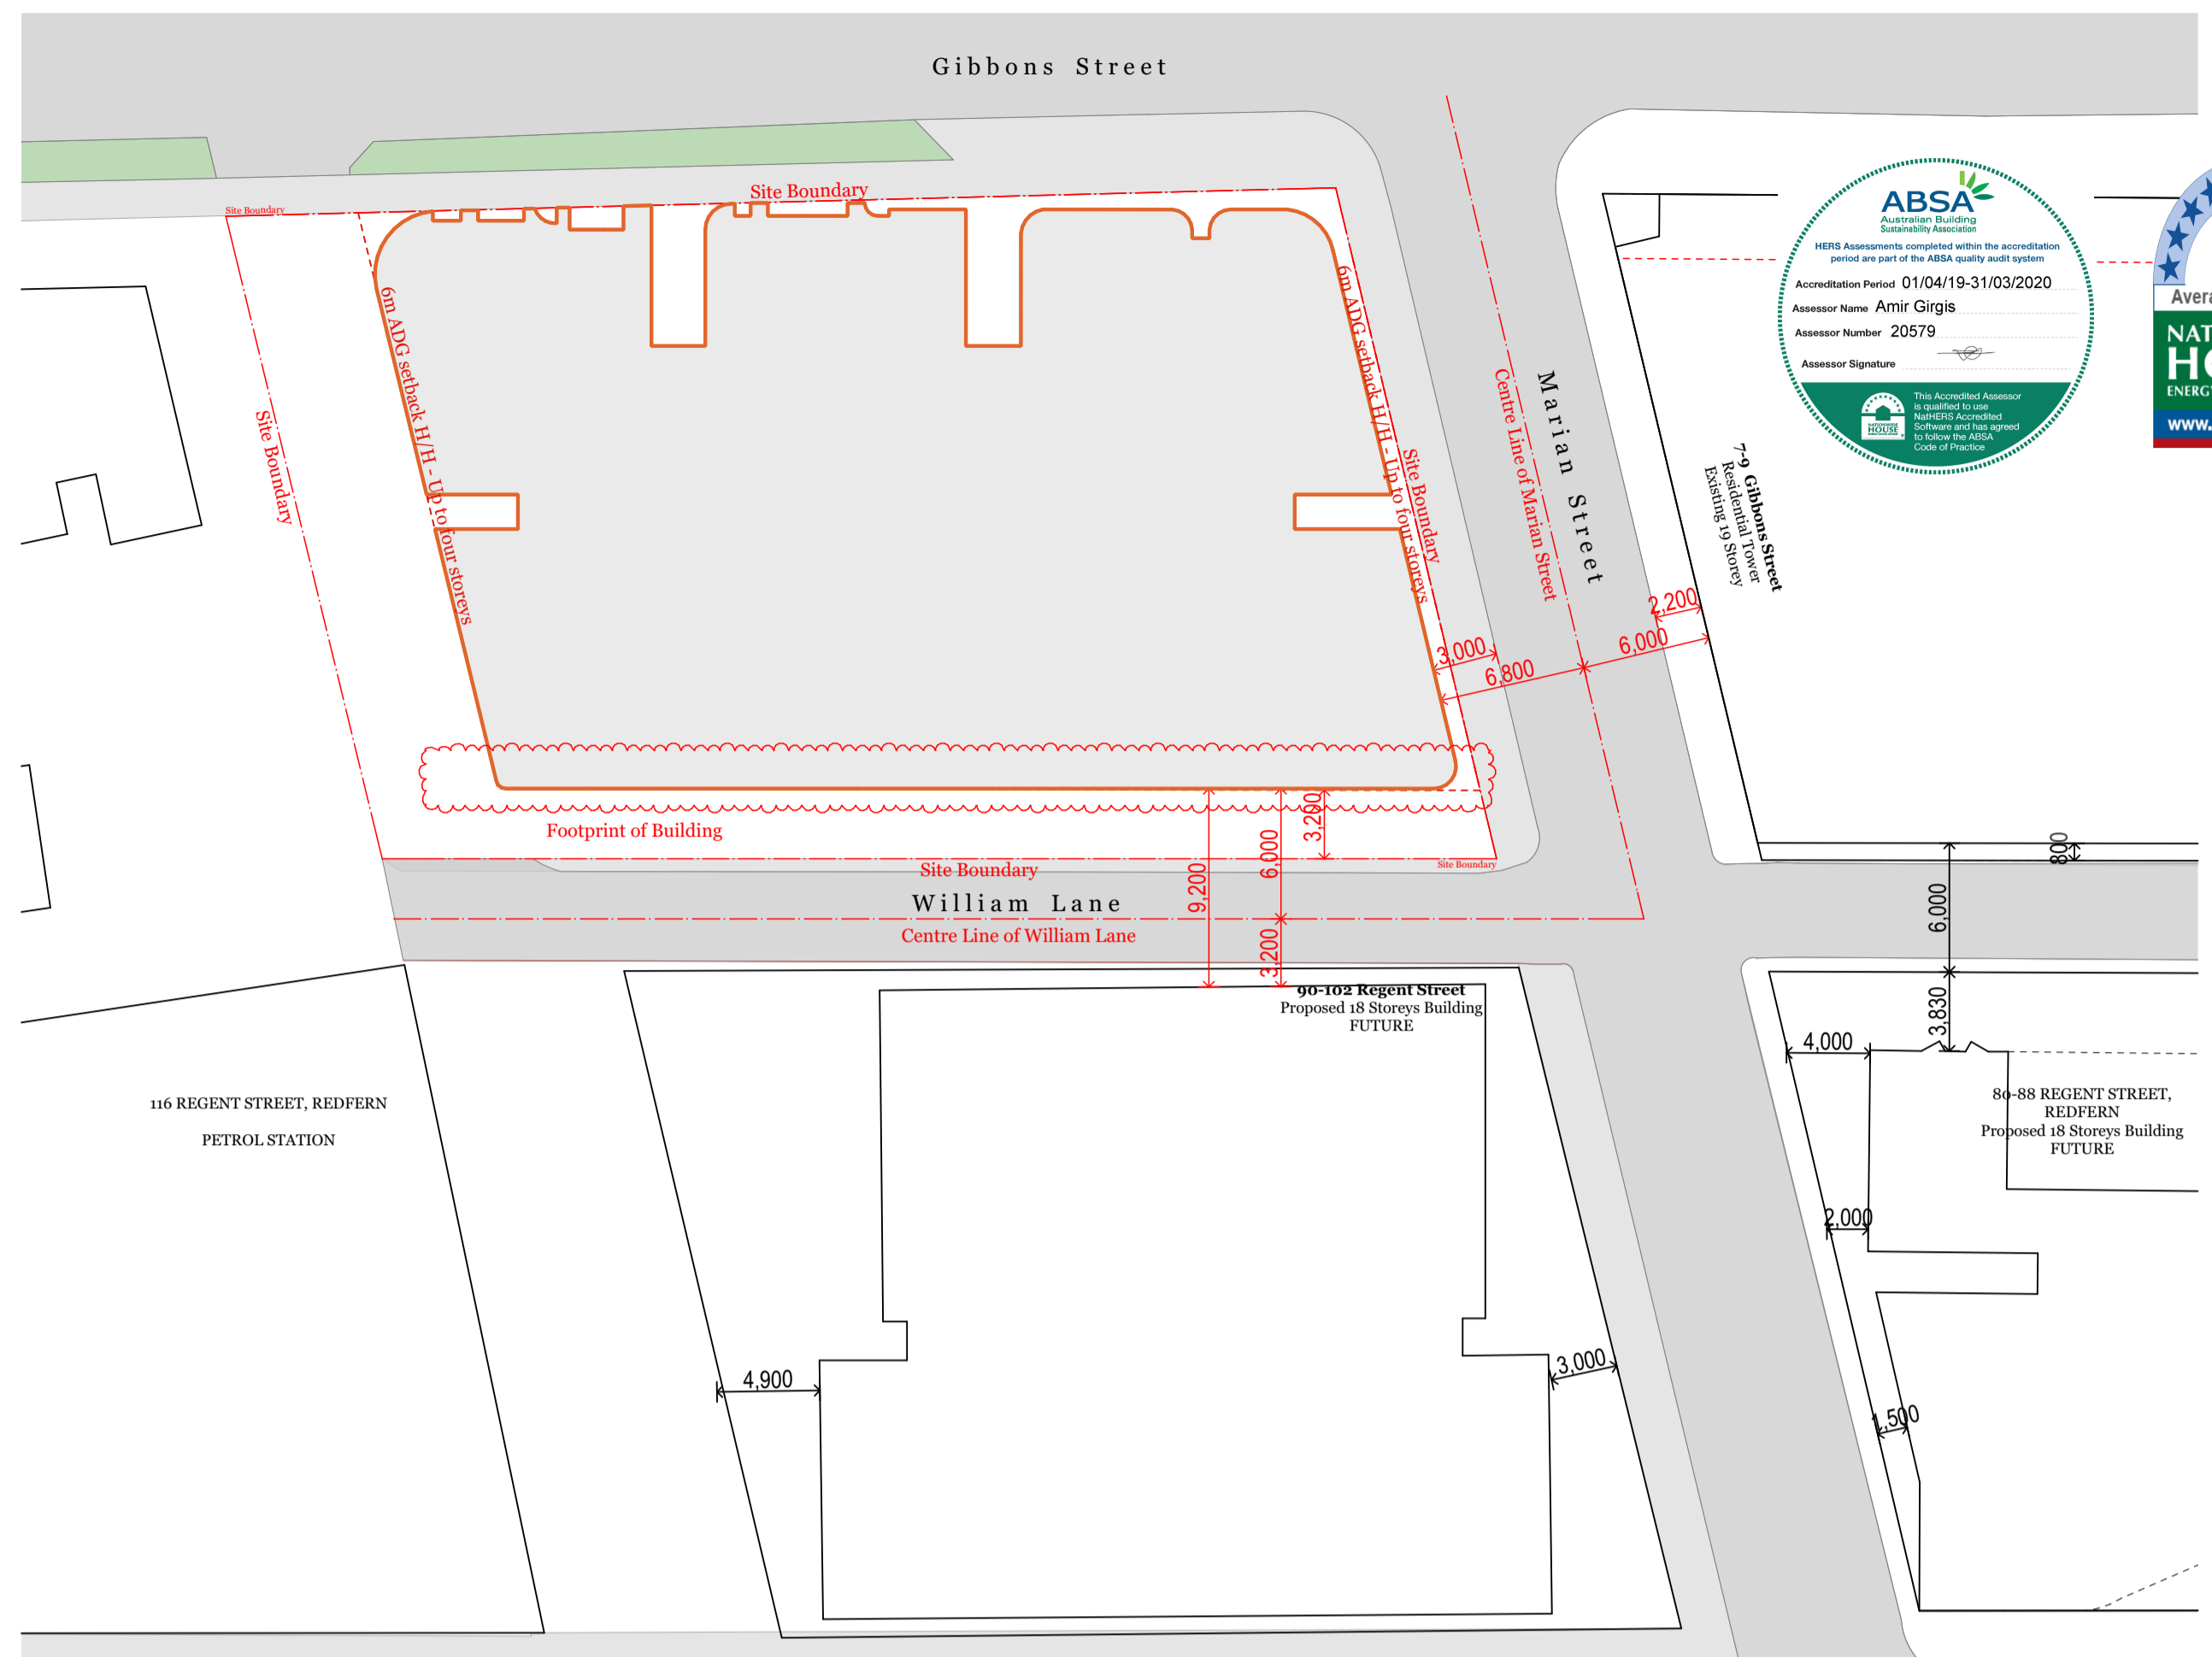 Gibbons Street
Site Boundary
Site Boundary
6m ADG setback H/H - Up to four storeys
Site Boundary
6m ADG setback H/H - Up to four storeys
Site Boundary
Centre Line of Marian Street
Marian Street
7-9 Gibbons Street
Residential Tower
Existing 19 Storey
ABSA
Australian Building
Sustainability Association
HERS Assessments completed within the accreditation
period are part of the ABSA quality audit system
Accreditation Period 01/04/19-31/03/2020
Assessor Name Amir Girgis
Assessor Number 20579
Assessor Signature
This Accredited Assessor
is qualified to use
NatHERS Accredited
Software and has agreed
to follow the ABSA
Code of Practice
NATIONWIDE
HOUSE
Avera
NAT
HO
ENERG
www.
2,200
6,000
3,000
6,800
Footprint of Building
3,200
6,000
9,200
Site Boundary
Site Boundary
William Lane
Centre Line of William Lane
3,200
800
6,000
3,830
90-102 Regent Street
Proposed 18 Storeys Building
FUTURE
4,000
80-88 REGENT STREET,
REDFERN
Proposed 18 Storeys Building
FUTURE
116 REGENT STREET, REDFERN
PETROL STATION
2,000
4,900
3,000
1,500